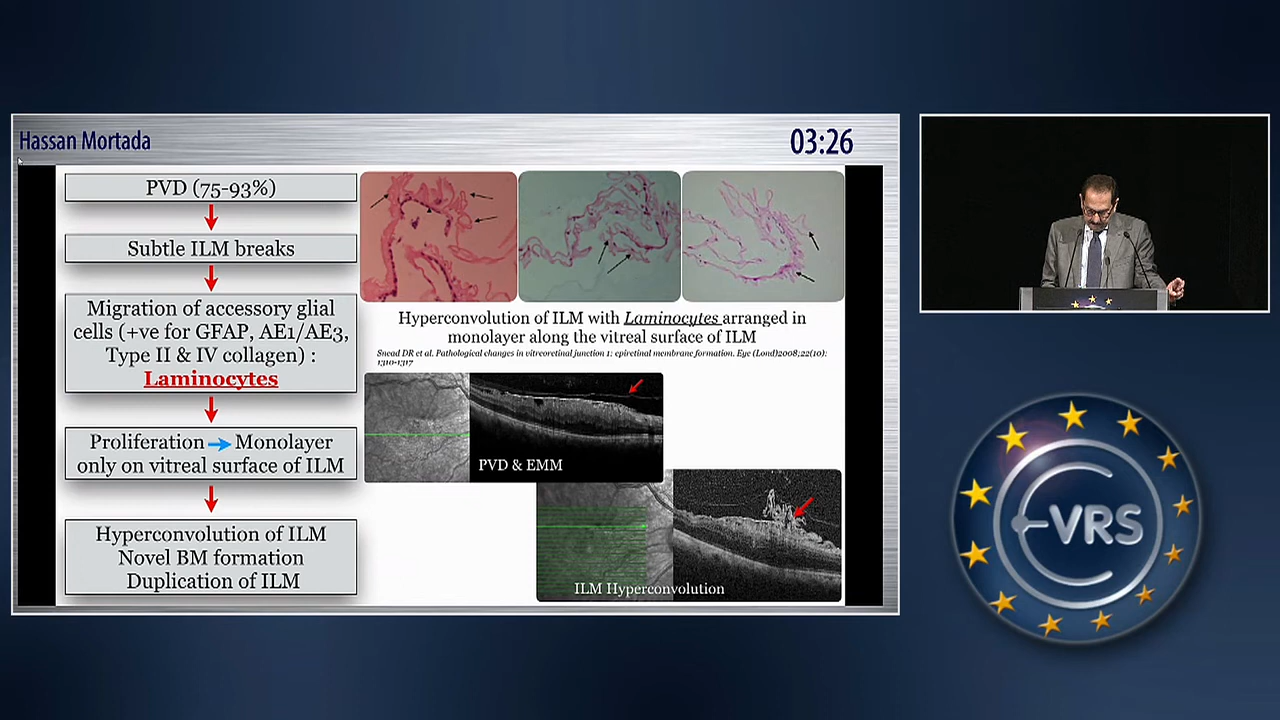 Hassan Mortada
03:26
PVD (75-93%)
Subtle ILM breaks
Migration of accessory glial
cells (+ve for GFAP, AE1/AE3,
Type II & IV collagen) :
Laminocytes
Proliferation Monolayer
only on vitreal surface of ILM
Hyperconvolution of ILM
Novel BM formation
Duplication of ILM
Hyperconvolution of ILM with Laminocytes arranged in
monolayer along the vitreal surface of ILM
Snead DR et al. Pathological changes in vitreoretinal junction 1: epiretinal membrane formation. Eye (Lond)2008;22(10):
1310-1317
PVD & EMM
ILM Hyperconvolution
EVRS